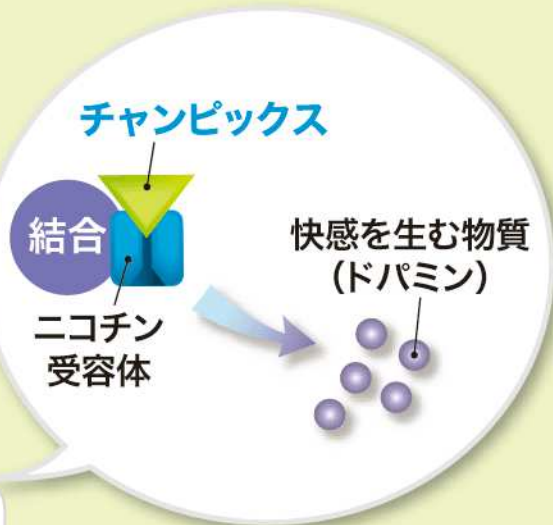 チャンピックス
結合
ニコチン
受容体
快感を生む物質
（ドパミン）